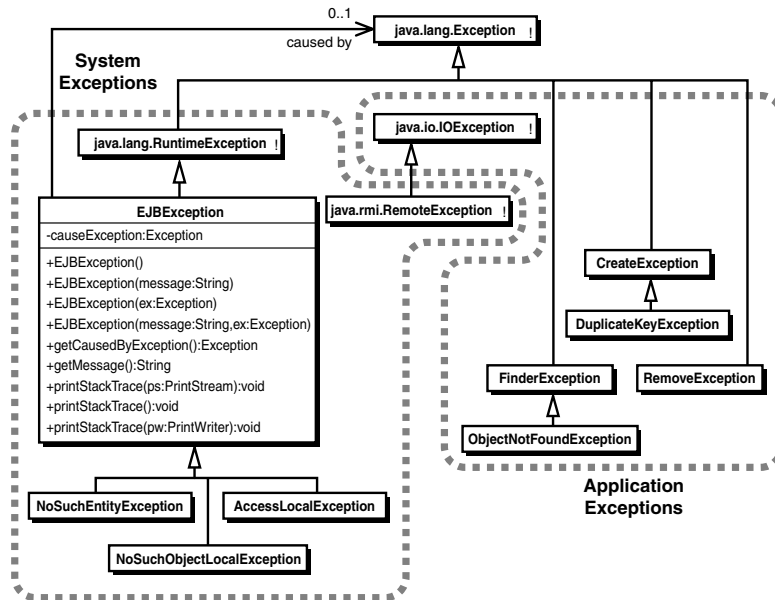 0..1
java.lang.Exception !
caused by
System
Exceptions
java.io.IOException !
java.lang.RuntimeException !
java.rmi.RemoteException !
EJBException
-causeException:Exception
+EJBException()
+EJBException(message:String)
+EJBException(ex:Exception)
+EJBException(message:String,ex:Exception)
+getCausedByException():Exception
+getMessage():String
+printStackTrace(ps:PrintStream):void
+printStackTrace():void
+printStackTrace(pw:PrintWriter):void
CreateException
DuplicateKeyException
FinderException
RemoveException
ObjectNotFoundException
NoSuchEntityException
AccessLocalException
NoSuchObjectLocalException
Application
Exceptions